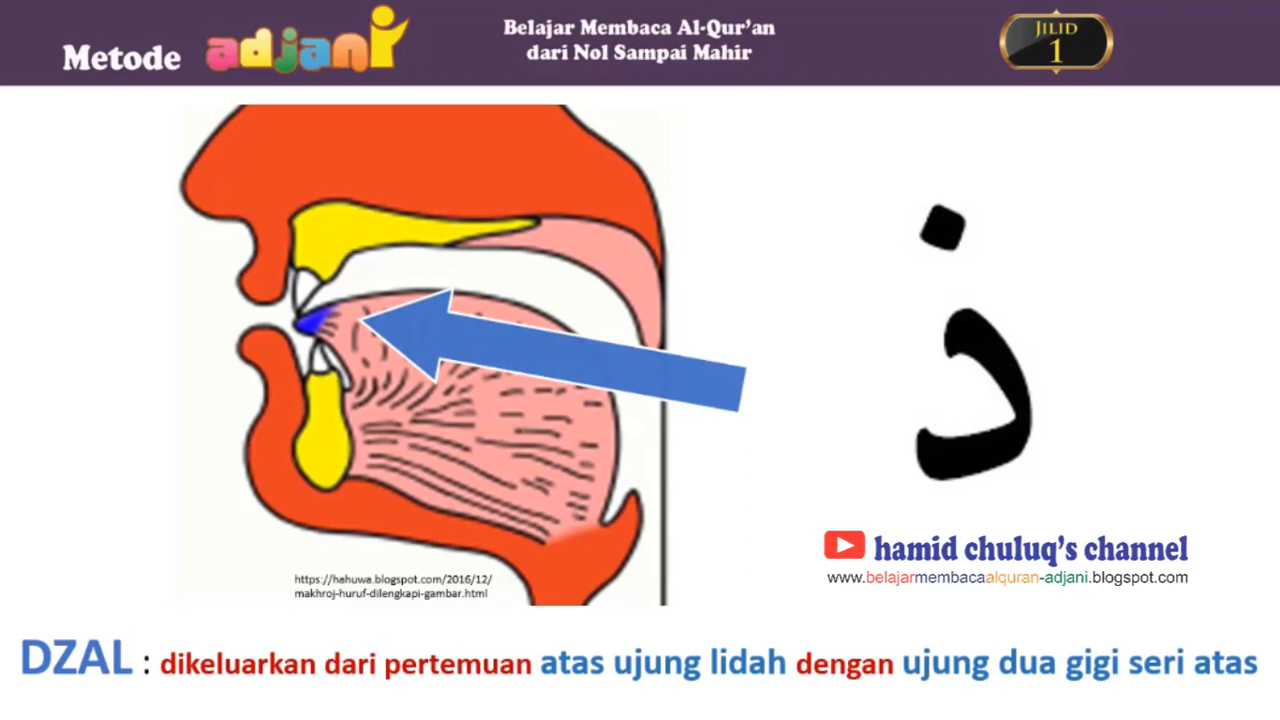 Metode adjani
Belajar Membaca Al-Qur’an
dari Nol Sampai Mahir
JILID
1
ذ
hamid chuluq’s channel
www.belajarmembacaalquran-adjani.blogspot.com
https://hahuwa.blogspot.com/2016/12/
makhroj-huruf-dilengkapi-gambar.html
DZAL : dikeluarkan dari pertemuan atas ujung lidah dengan ujung dua gigi seri atas